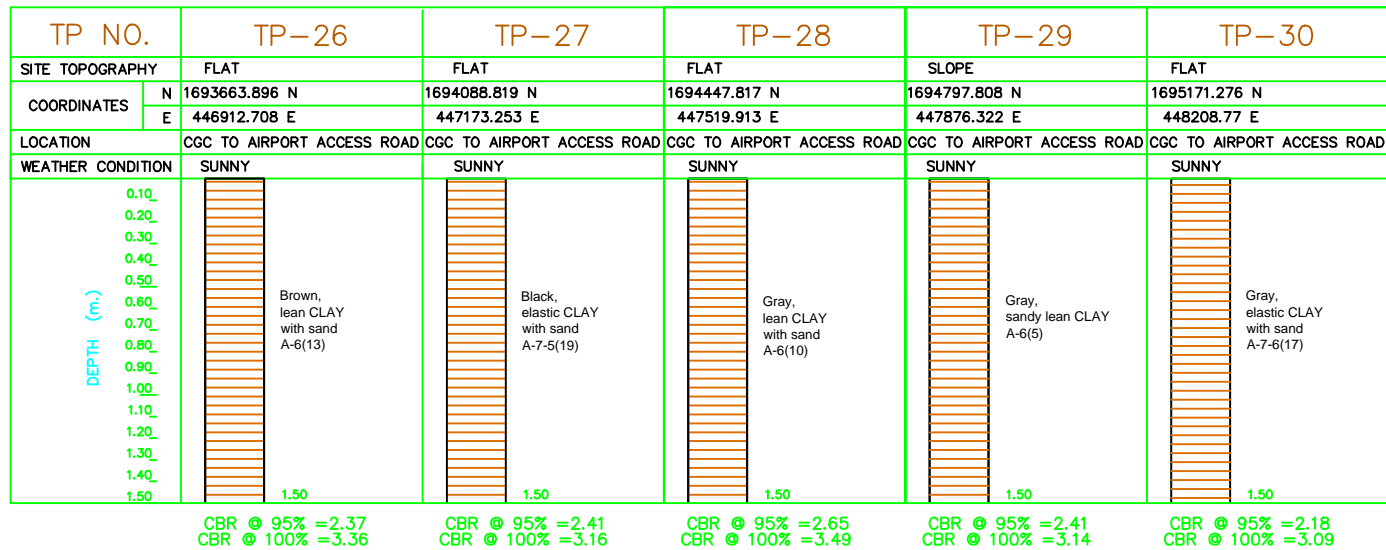 TP NO. TP-26 TP-27 TP-28 TP-29 TP-30
SITE TOPOGRAPHY FLAT FLAT FLAT SLOPE FLAT
COORDINATES
N 1693663.896 N 1694088.819 N 1694447.817 N 1694797.808 N 1695171.276 N
E 446912.708 E 447173.253 E 447519.913 E 447876.322 E 448208.77 E
LOCATION CGC TO AIRPORT ACCESS ROAD CGC TO AIRPORT ACCESS ROAD CGC TO AIRPORT ACCESS ROAD CGC TO AIRPORT ACCESS ROAD CGC TO AIRPORT ACCESS ROAD
WEATHER CONDITION SUNNY SUNNY SUNNY SUNNY SUNNY
DEPTH (m.)
0.10
0.20
0.30
0.40
0.50
0.60
0.70
0.80
0.90
1.00
1.10
1.20
1.30
1.40
1.50
Brown,
lean CLAY
with sand
A-6(13)
1.50
Black,
elastic CLAY
with sand
A-7-5(19)
1.50
Gray,
lean CLAY
with sand
A-6(10)
1.50
Gray,
sandy lean CLAY
A-6(5)
1.50
Gray,
elastic CLAY
with sand
A-7-6(17)
1.50
CBR @ 95% =2.37 CBR @ 95% =2.41 CBR @ 95% =2.65 CBR @ 95% =2.41 CBR @ 95% =2.18
CBR @ 100% =3.36 CBR @ 100% =3.16 CBR @ 100% =3.49 CBR @ 100% =3.14 CBR @ 100% =3.09